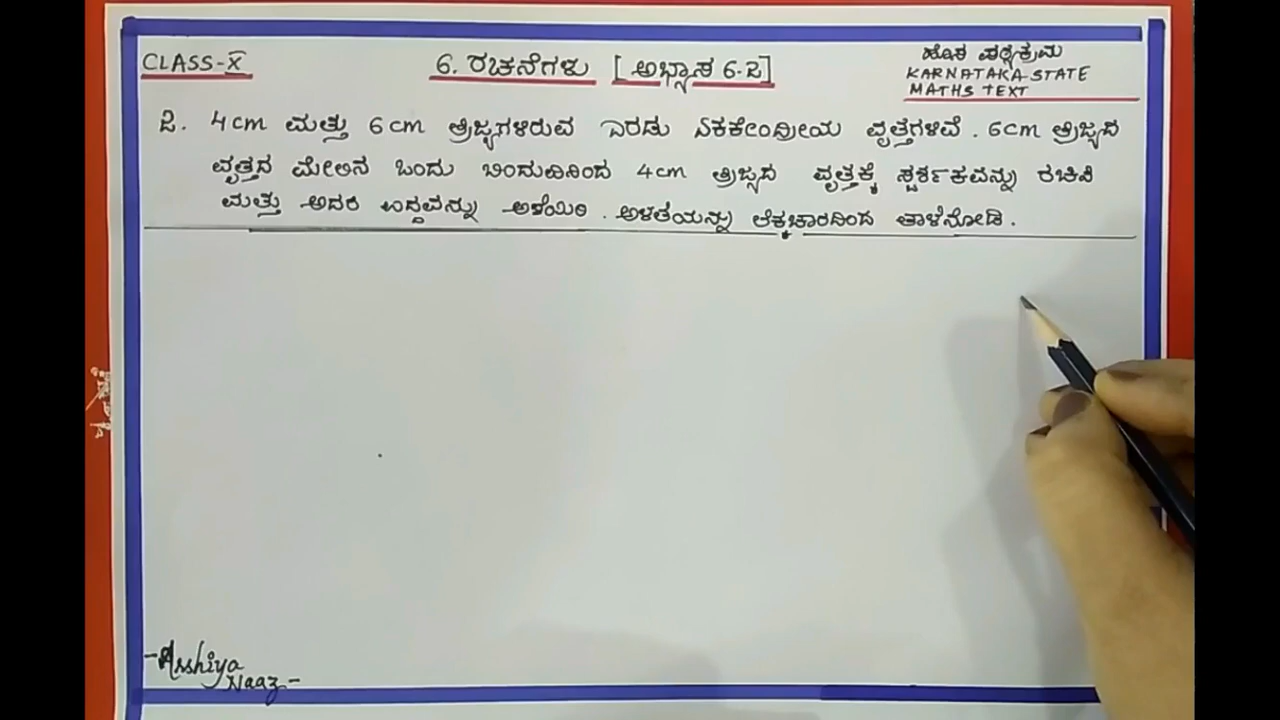 CLASS-X
6. ರಚನೆಗಳು [ಅಭ್ಯಾಸ 6.2]
ಹೊಸ ಪಠ್ಯಕ್ರಮ
KARNATAKA STATE
MATHS TEXT
2. 4cm ಮತ್ತು 6cm ತ್ರಿಜ್ಯಗಳಿರುವ ಎರಡು ಏಕಕೇಂದ್ರೀಯ ವೃತ್ತಗಳಿವೆ. 6cm ತ್ರಿಜ್ಯದ
ವೃತ್ತದ ಮೇಲಿನ ಒಂದು ಬಿಂದುವಿನಿಂದ 4cm ತ್ರಿಜ್ಯದ ವೃತ್ತಕ್ಕೆ ಸ್ಪರ್ಶಕವನ್ನು ರಚಿಸಿ
ಮತ್ತು ಅದರ ಉದ್ದವನ್ನು ಅಳೆಯಿರಿ. ಅಳತೆಯನ್ನು ಲೆಕ್ಕಾಚಾರದಿಂದ ತಾಳೆನೋಡಿ.
-Arshiya
Naaz-